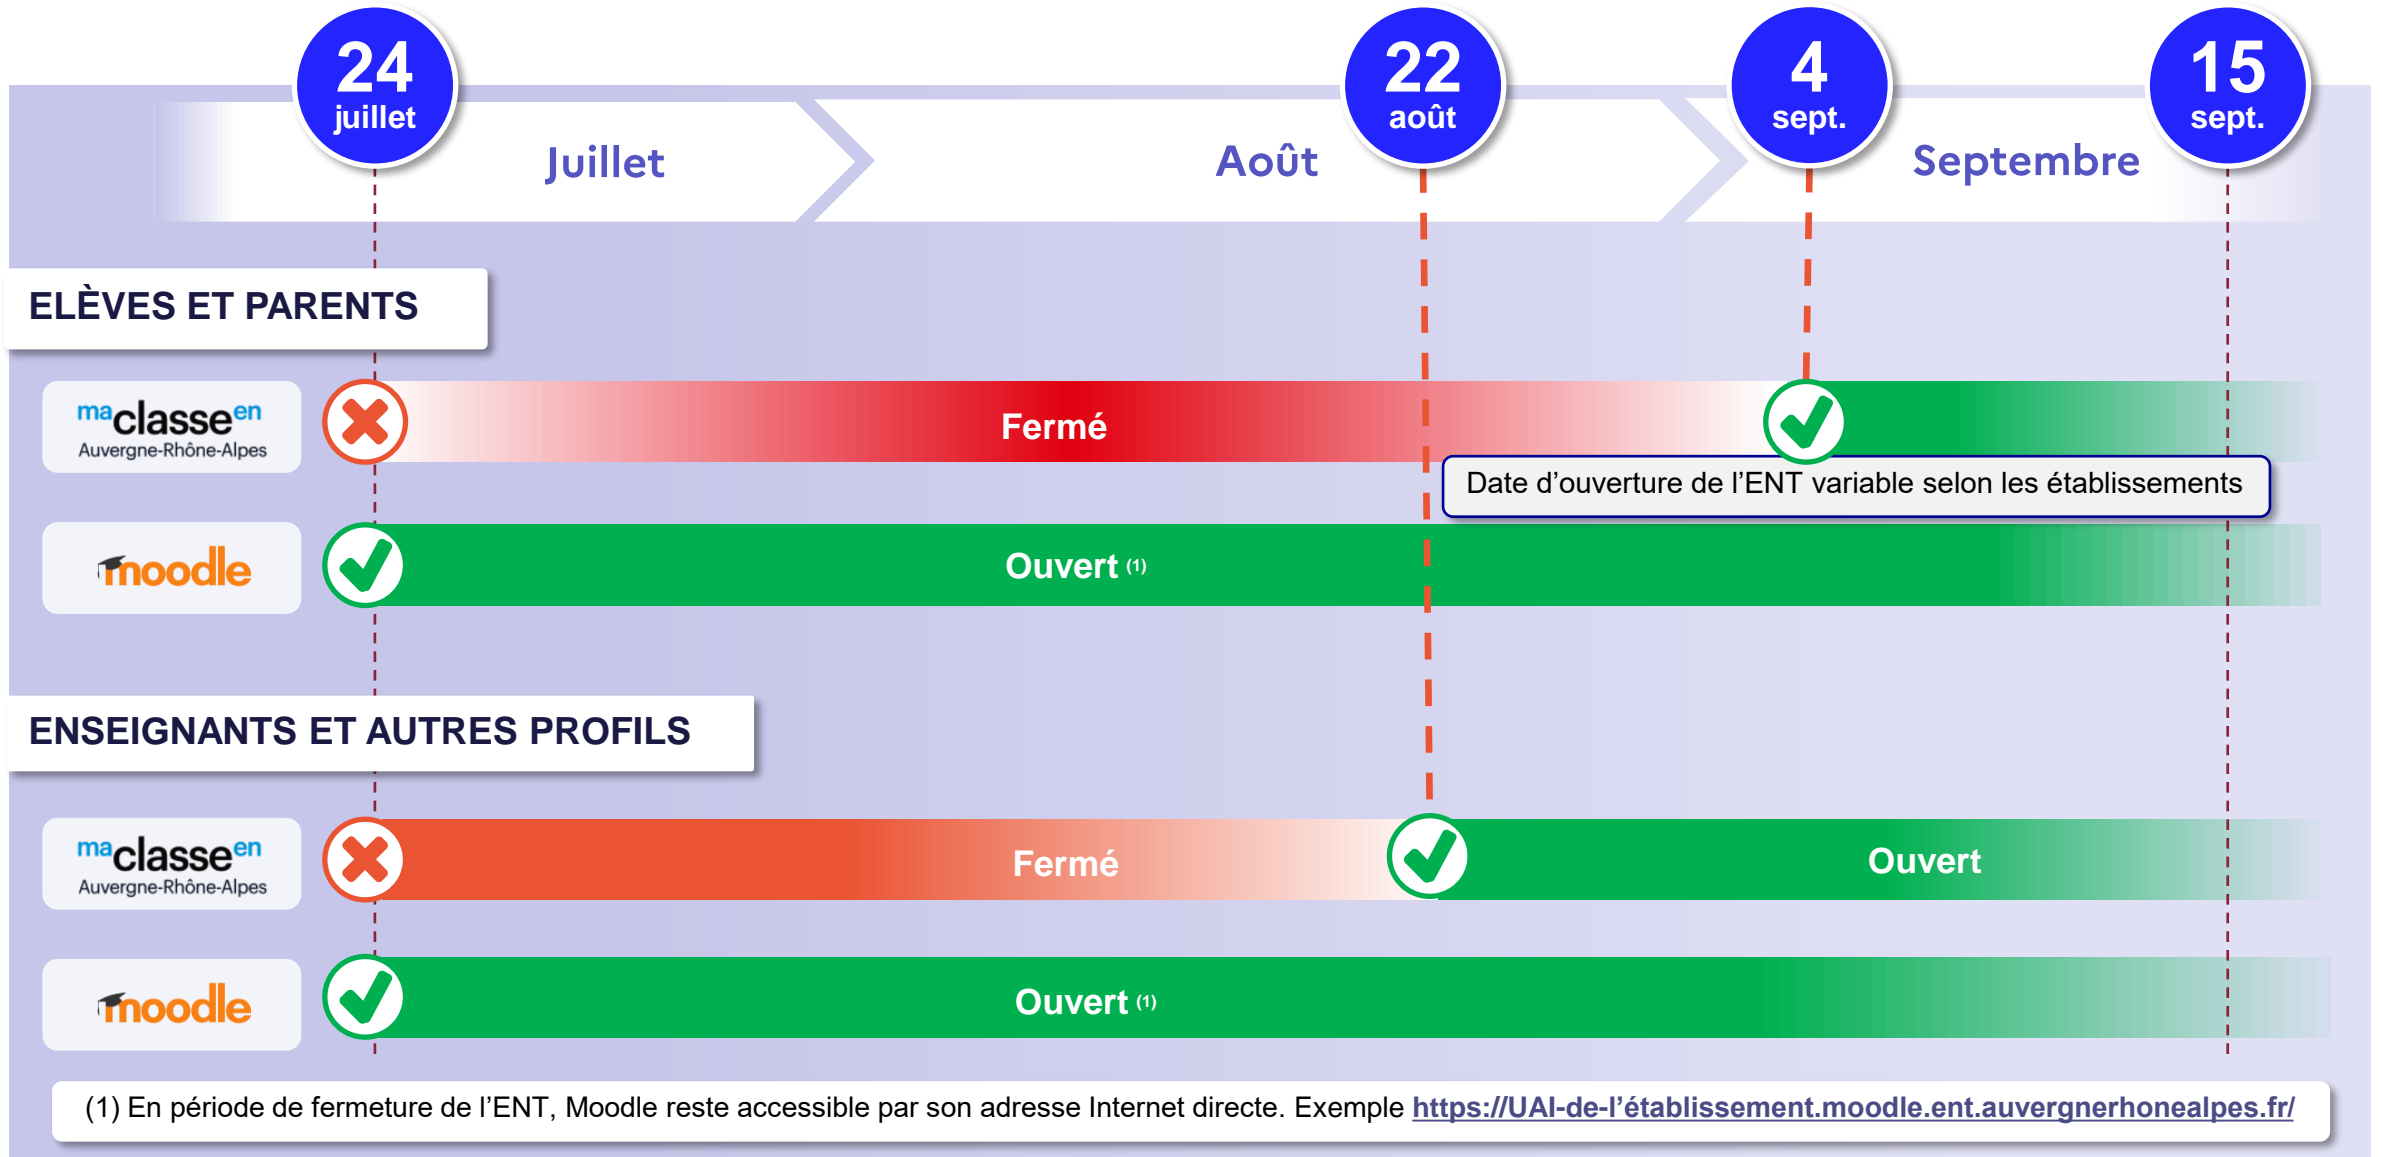 24
juillet
22
août
4
sept.
15
sept.
Juillet
Août
Septembre
ELÈVES ET PARENTS
maclasseen
Auvergne-Rhône-Alpes
Fermé
Date d’ouverture de l’ENT variable selon les établissements
moodle
Ouvert (1)
ENSEIGNANTS ET AUTRES PROFILS
maclasseen
Auvergne-Rhône-Alpes
Fermé
Ouvert
moodle
Ouvert (1)
(1) En période de fermeture de l’ENT, Moodle reste accessible par son adresse Internet directe. Exemple https://UAI-de-l’établissement.moodle.ent.auvergnerhonealpes.fr/